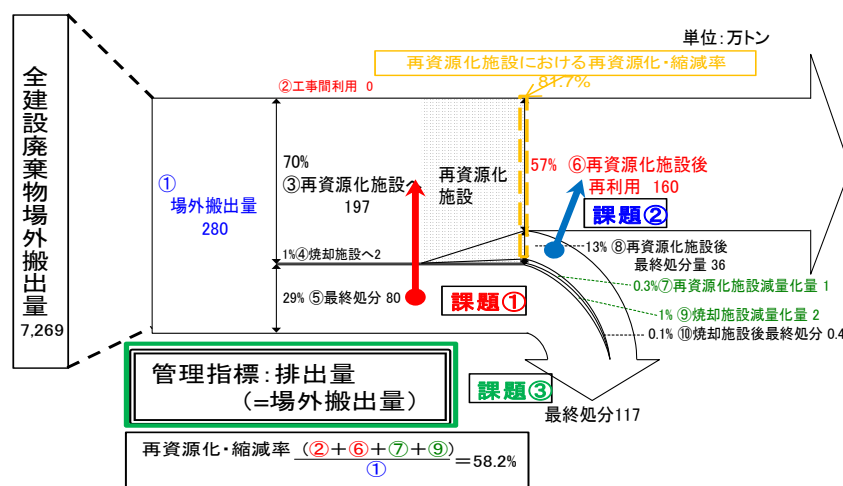 単位:万トン
再資源化施設における再資源化・縮減率
81.7%
全建設廃棄物場外搬出量
7,269
②工事間利用 0
①
場外搬出量
280
70%
③再資源化施設へ
197
再資源化
施設
57%
⑥再資源化施設後
再利用 160
課題②
1%④焼却施設へ2
13% ⑧再資源化施設後
最終処分量 36
0.3%⑦再資源化施設減量化量 1
29% ⑤最終処分 80
課題①
1% ⑨焼却施設減量化量 2
0.1% ⑩焼却施設後最終処分 0.4
管理指標:排出量
(=場外搬出量)
課題③
最終処分117
再資源化・縮減率 (②+⑥+⑦+⑨)
①
=58.2%